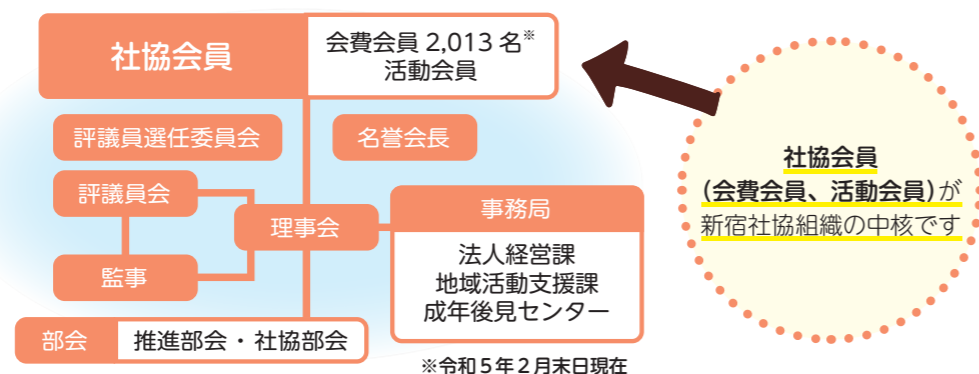 社協会員
会費会員 2,013 名※
活動会員
評議員選任委員会
名誉会長
評議員会
理事会
監事
事務局
法人経営課
地域活動支援課
成年後見センター
部会
推進部会・社協部会
※令和5年2月末日現在
社協会員
(会費会員、活動会員)が
新宿社協組織の中核です